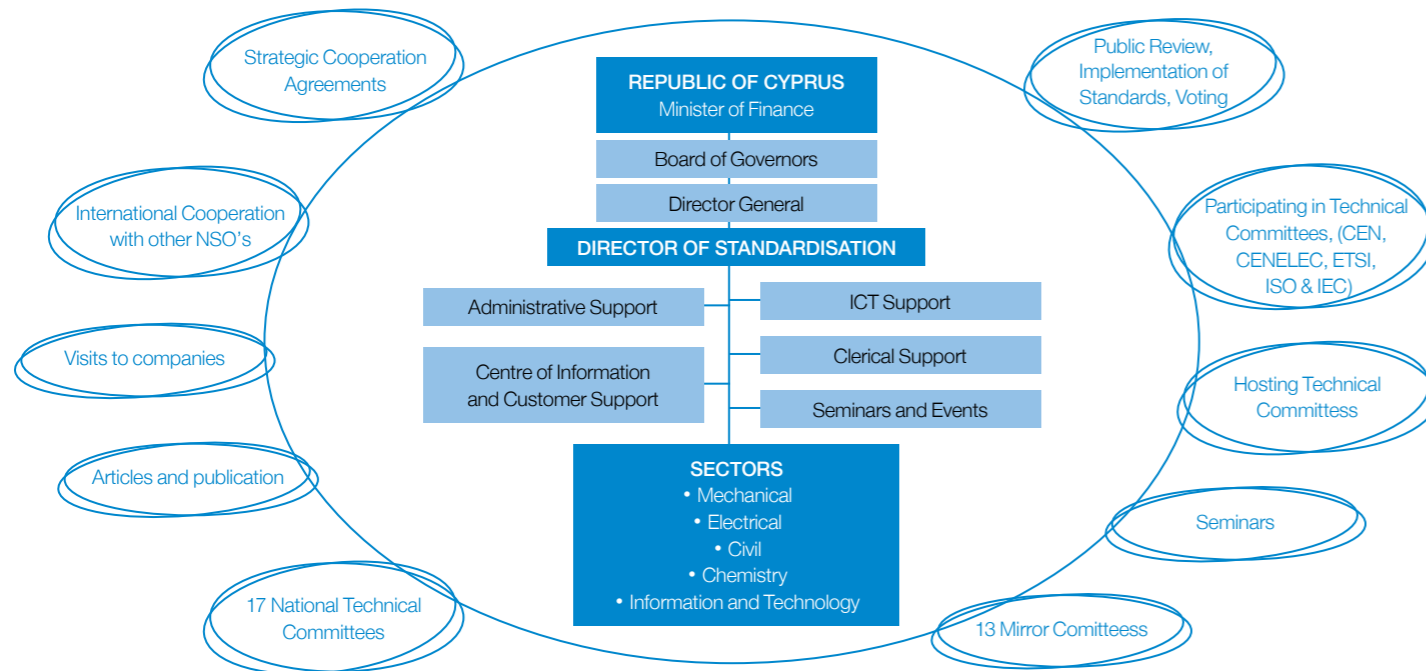 Strategic Cooperation
Agreements
International Cooperation
with other NSO's
Visits to companies
Articles and publication
17 National Technical
Committees
REPUBLIC OF CYPRUS
Minister of Finance
Board of Governors
Director General
DIRECTOR OF STANDARDISATION
Administrative Support
Centre of Information
and Customer Support
ICT Support
Clerical Support
Seminars and Events
SECTORS
• Mechanical
• Electrical
• Civil
• Chemistry
• Information and Technology
Public Review,
Implementation of
Standards, Voting
Participating in Technical
Committees, (CEN,
CENELEC, ETSI,
ISO & IEC)
Hosting Technical
Committess
Seminars
13 Mirror Comitteess